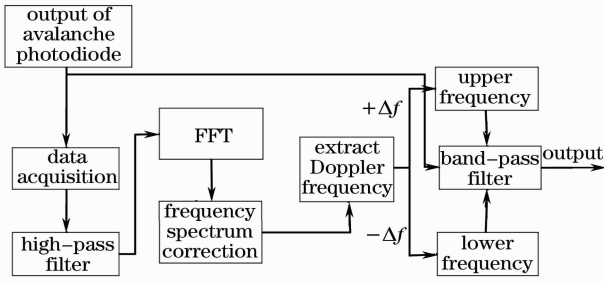 output of
avalanche
photodiode
data
acquisition
high-pass
filter
FFT
frequency
spectrum
correction
extract
Doppler
frequency
+Δf
−Δf
upper
frequency
band-pass
filter
lower
frequency
output